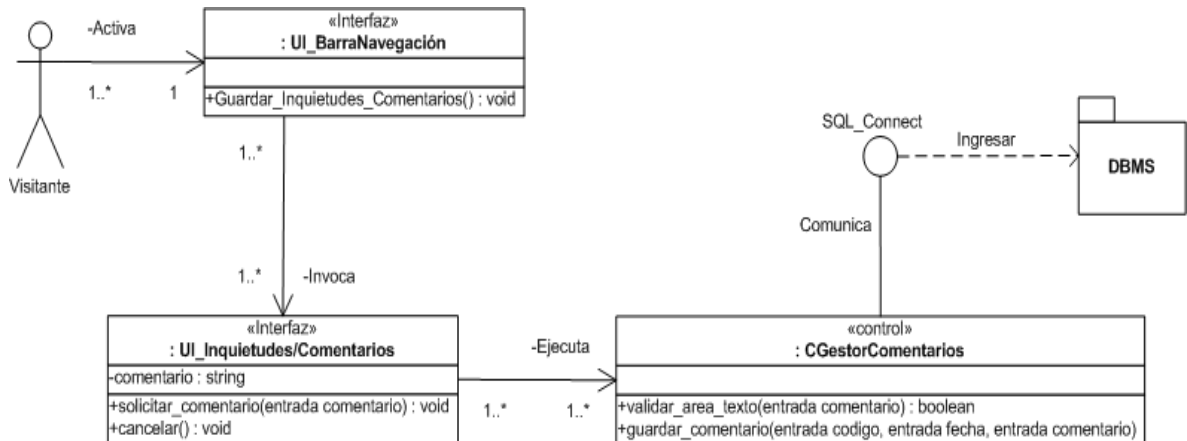 -Activa
1..*
1
Visitante
«Interfaz»
: UI_BarraNavegación
+Guardar_Inquietudes_Comentarios() : void
1..*
1..*
-Invoca
SQL_Connect
Ingresar
DBMS
Comunica
«Interfaz»
: UI_Inquietudes/Comentarios
-comentario : string
+solicitar_comentario(entrada comentario) : void
+cancelar() : void
-Ejecuta
1..*
1..*
«control»
: CGestorComentarios
+validar_area_texto(entrada comentario) : boolean
+guardar_comentario(entrada codigo, entrada fecha, entrada comentario)